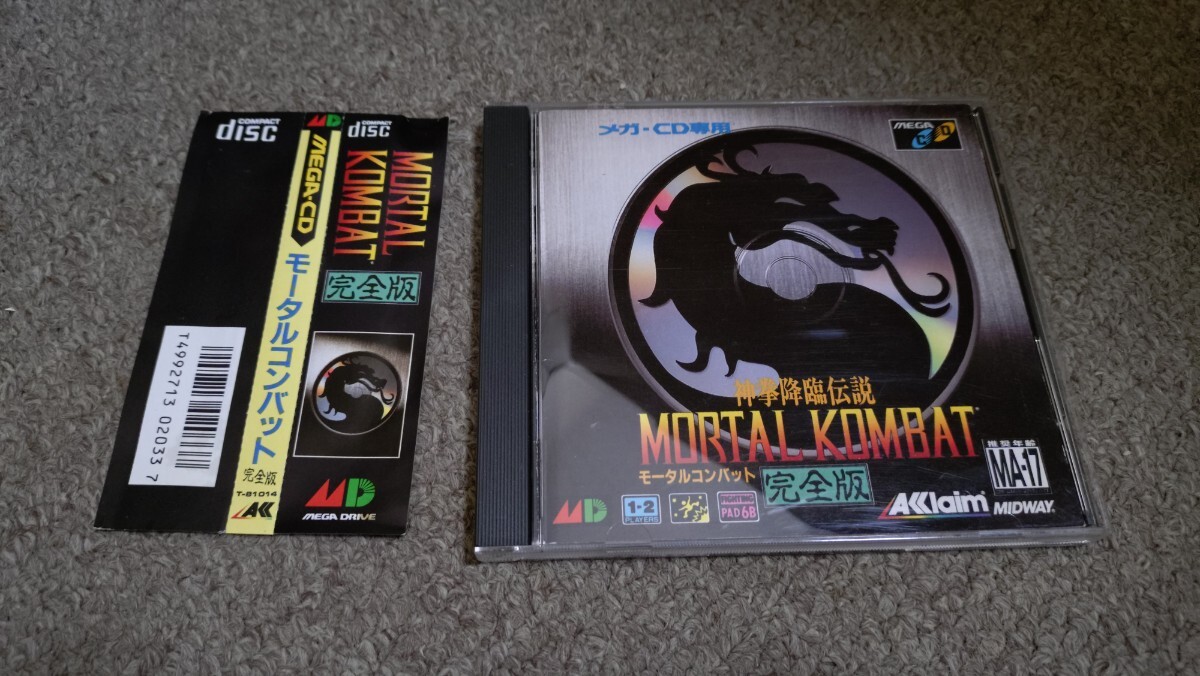 COMPACT
disc
T4992713 02033 7
MD
MEGA-CD
モータルコンバット
完全版
T-81014
AK
COMPACT
disc
MORTAL
KOMBAT
完全版
MD
MEGA DRIVE
メガ・CD専用
MEGA
CD
神拳降臨伝説
MORTAL KOMBAT
モータルコンバット
完全版
推奨年齢
MA-17
MD
1-2
PLAYERS
FIGHTING
PAD 6B
AKKlaim
MIDWAY